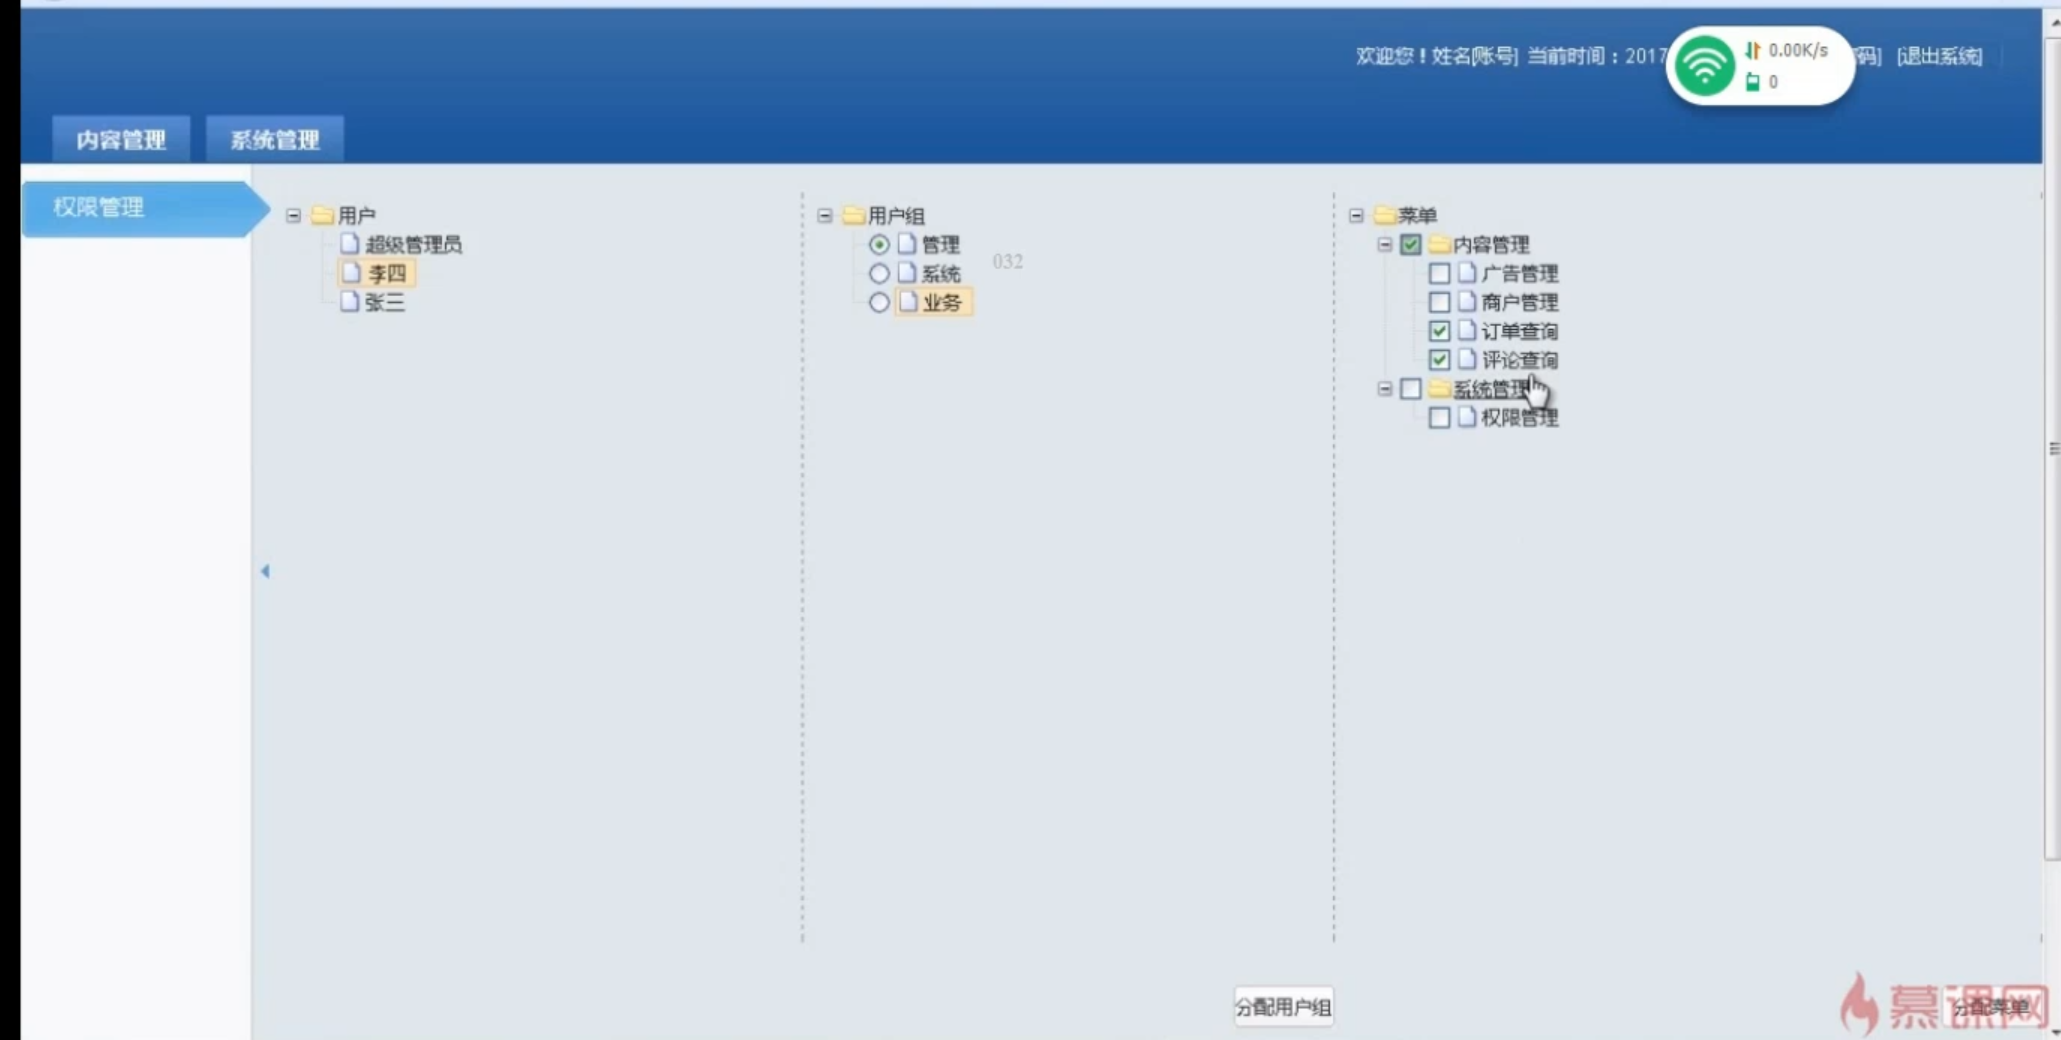 欢迎您！姓名[账号] 当前时间：2017
码] [退出系统]
0.00K/s
0
内容管理 系统管理
权限管理
用户
超级管理员
李四
张三
用户组
管理
系统
业务
032
菜单
内容管理
广告管理
商户管理
订单查询
评论查询
系统管理
权限管理
分配用户组
分配菜单
慕课网